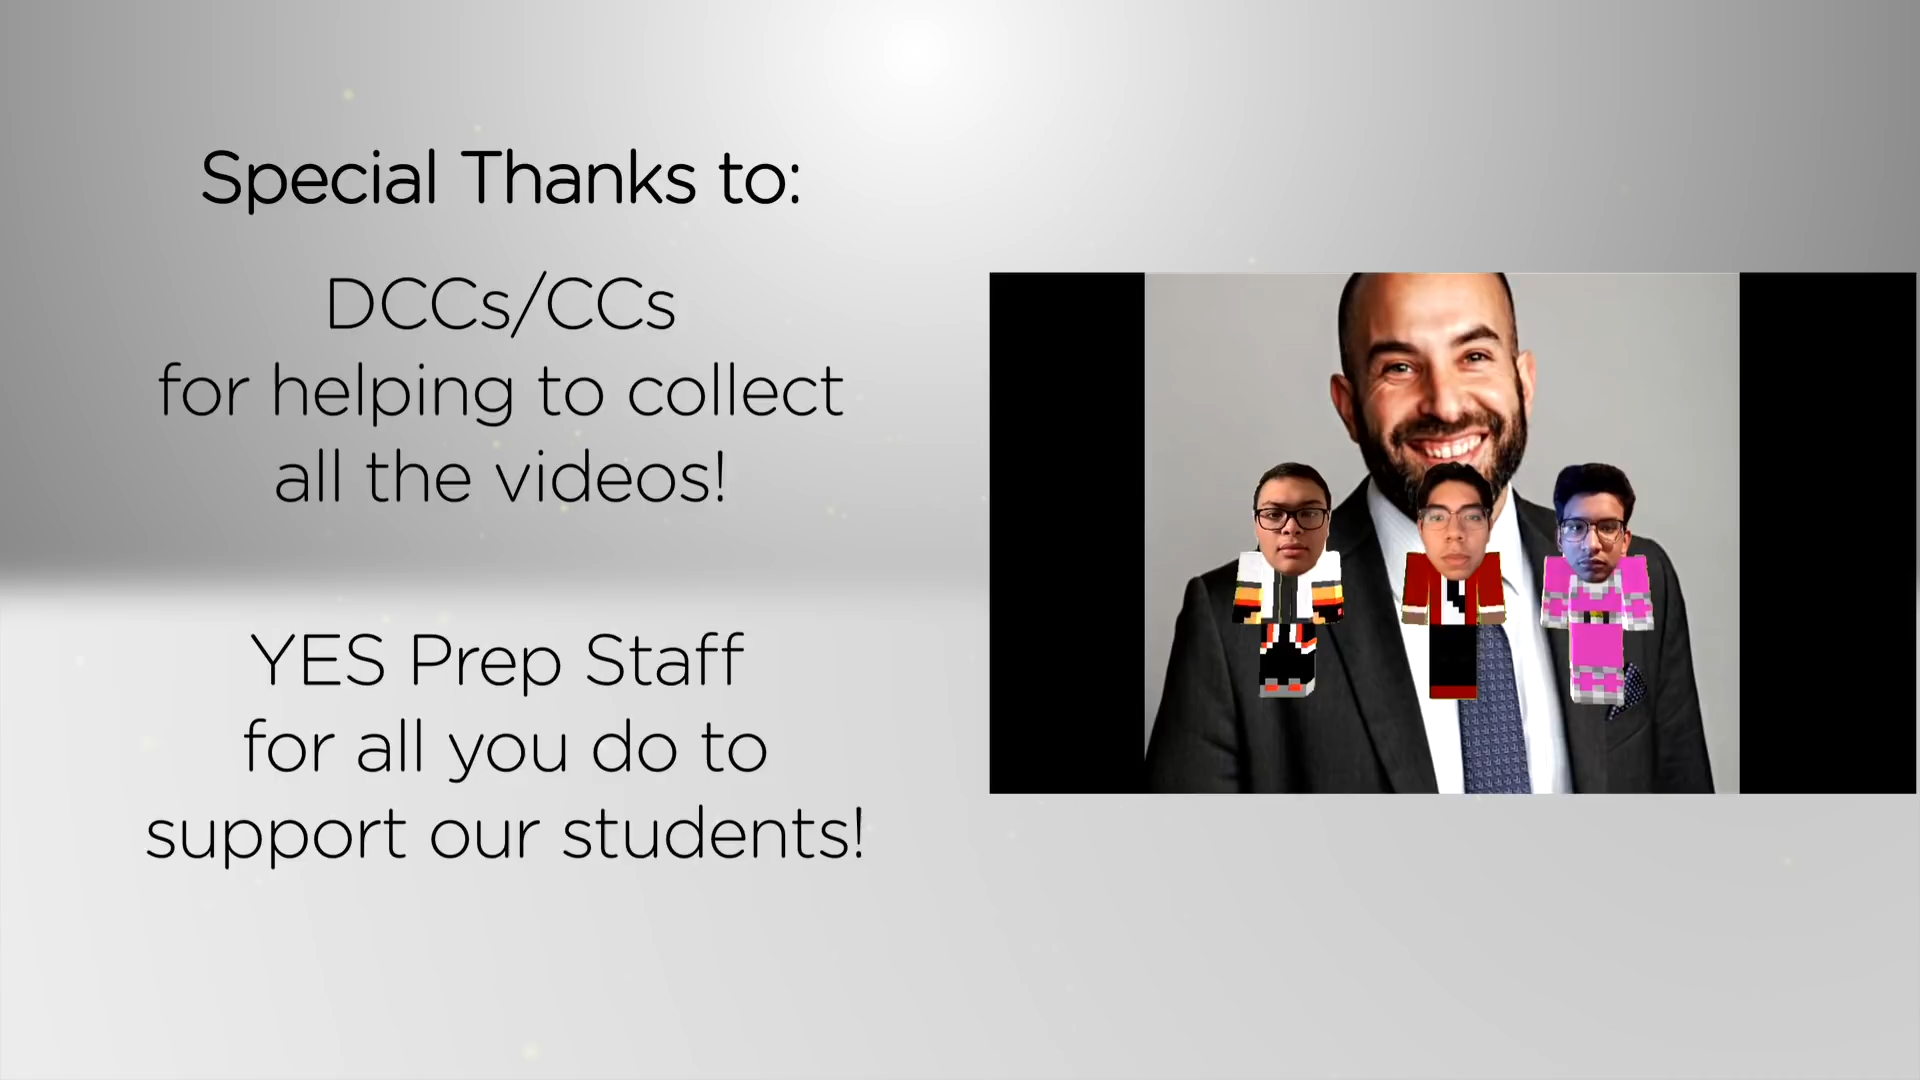 Special Thanks to:
DCCs/CCs
for helping to collect
all the videos!
YES Prep Staff
for all you do to
support our students!